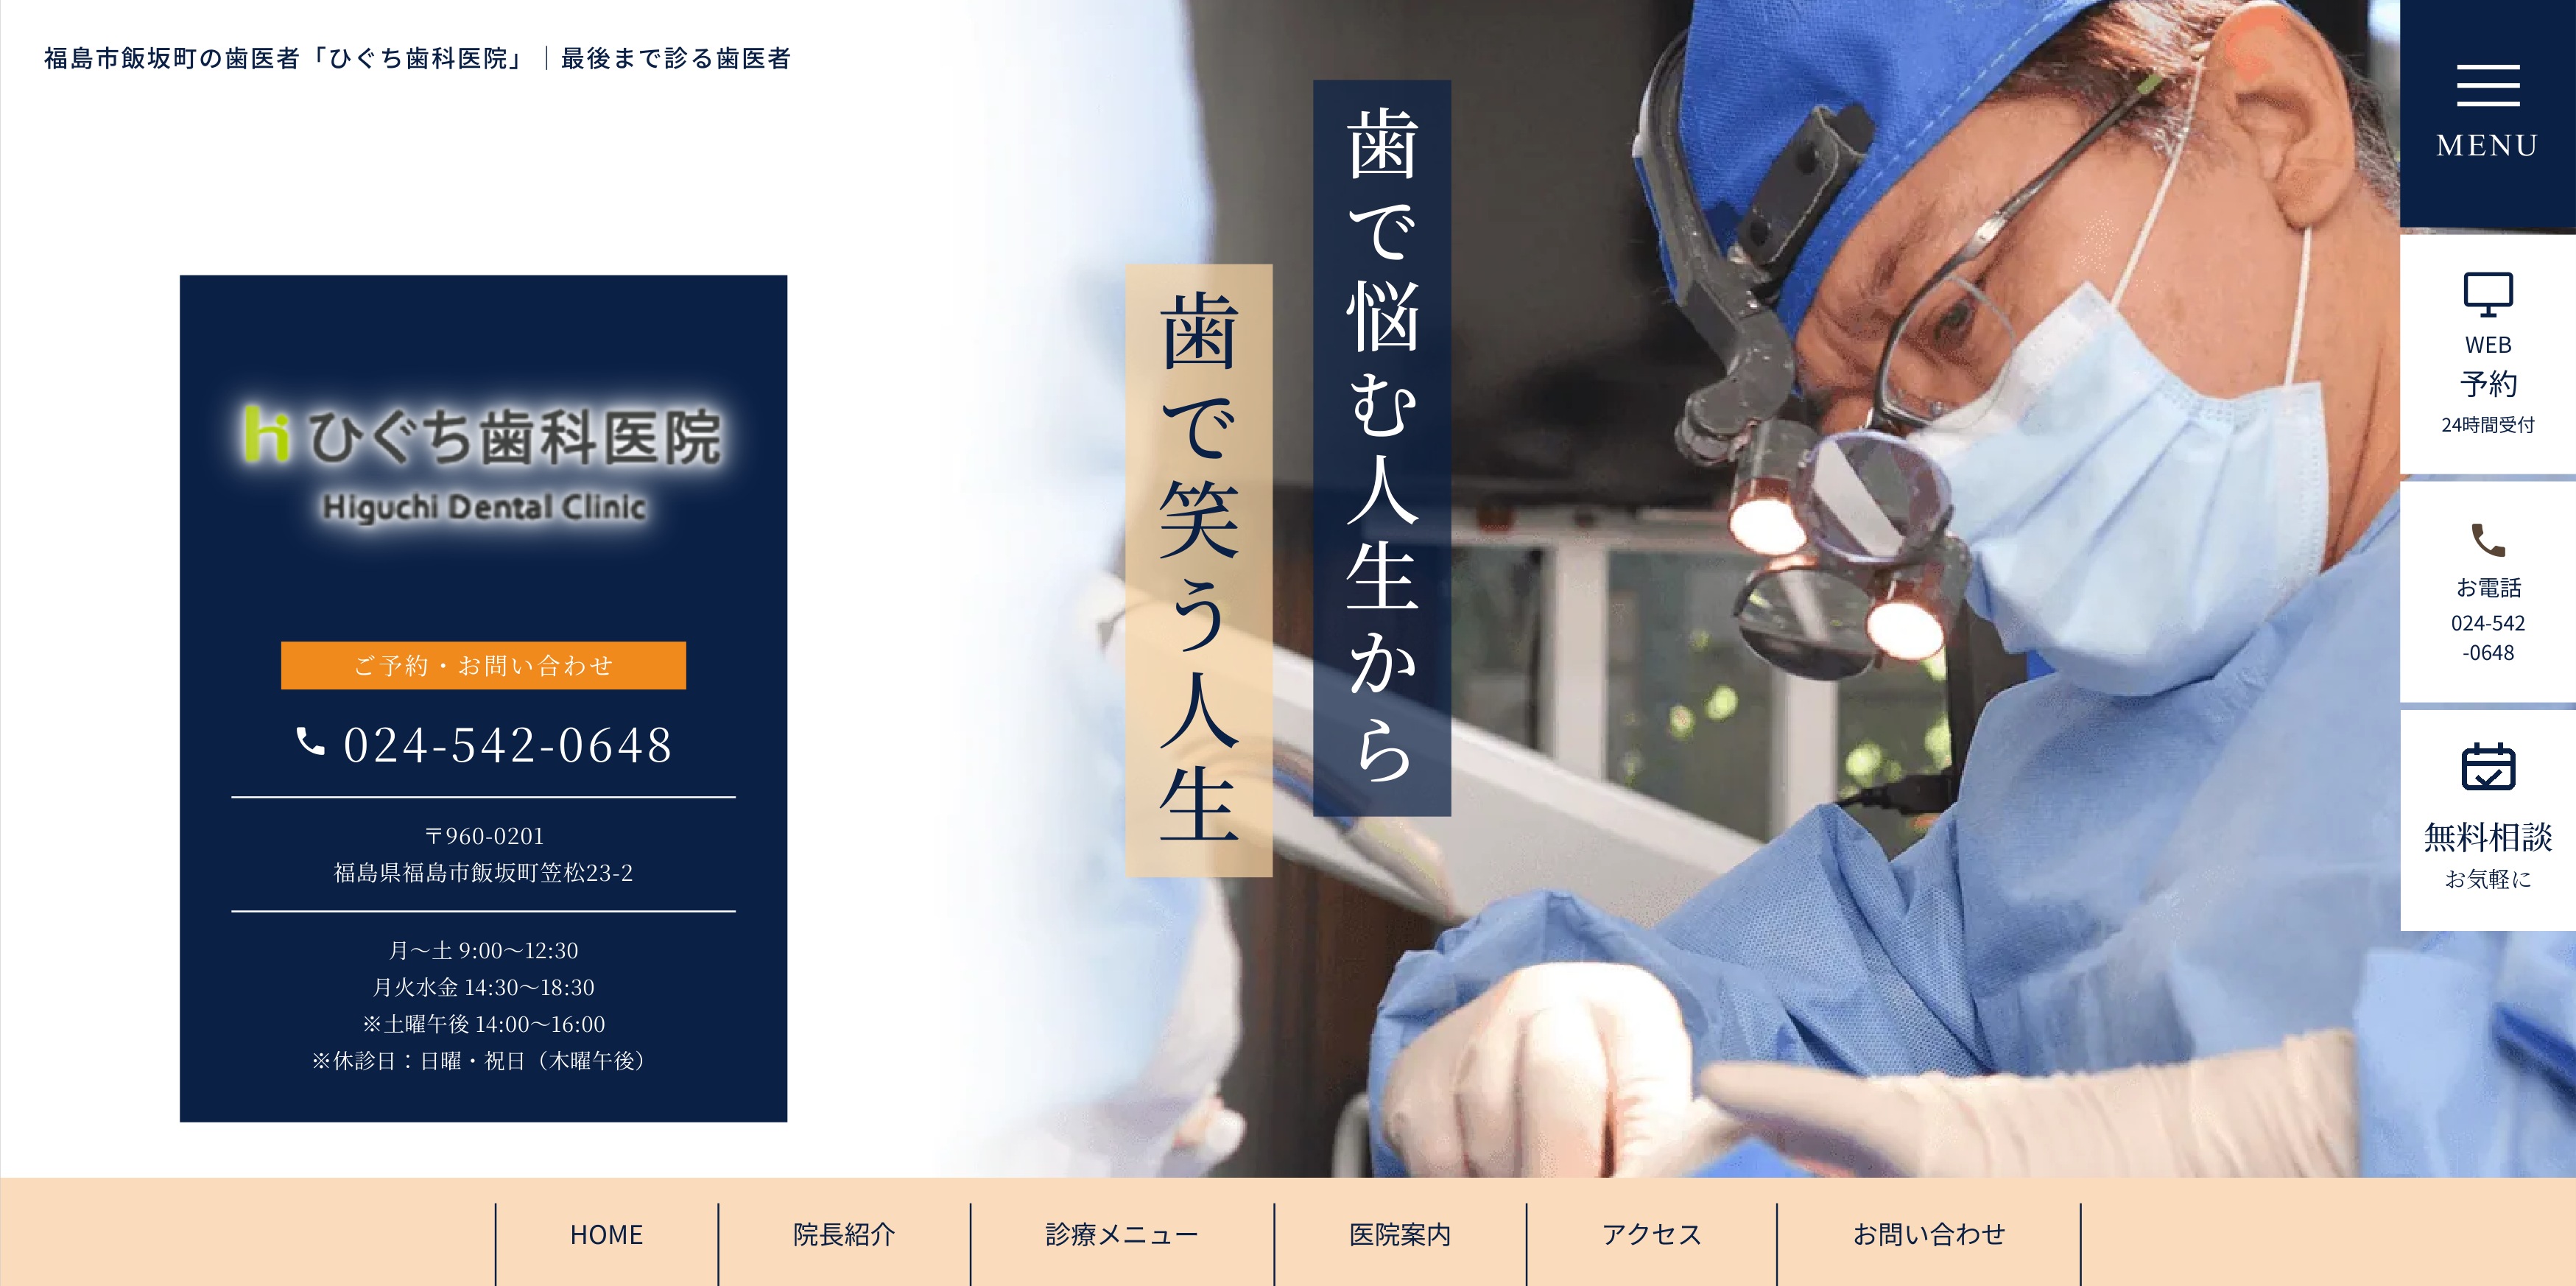 福島市飯坂町の歯医者「ひぐち歯科医院」｜最後まで診る歯医者
ひぐち歯科医院
Higuchi Dental Clinic
ご予約・お問い合わせ
024-542-0648
〒960-0201
福島県福島市飯坂町笠松23-2
月～土 9:00～12:30
月火水金 14:30～18:30
※土曜午後 14:00～16:00
※休診日：日曜・祝日（木曜午後）
歯で悩む人生から
歯で笑う人生
MENU
WEB
予約
24時間受付
お電話
024-542
-0648
無料相談
お気軽に
HOME
院長紹介
診療メニュー
医院案内
アクセス
お問い合わせ